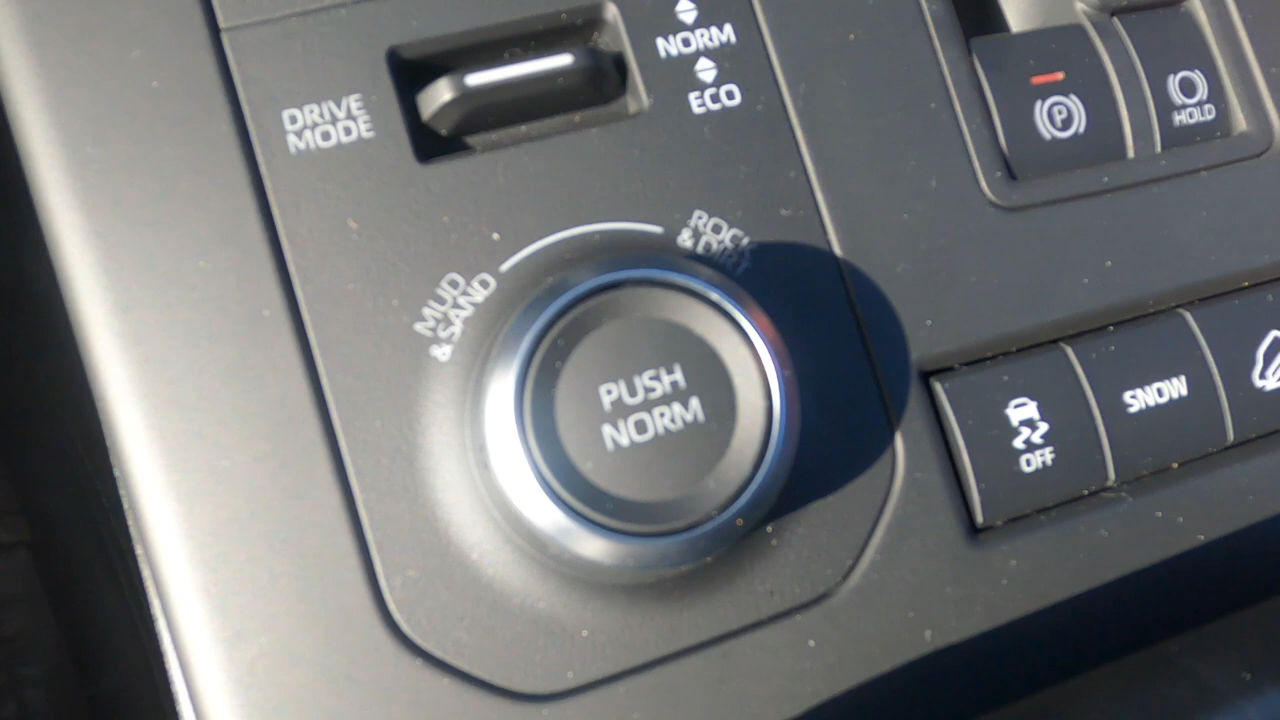 NORM
ECO
DRIVE
MODE
P
HOLD
ROCK
& DIRT
MUD
& SAND
PUSH
NORM
OFF
SNOW